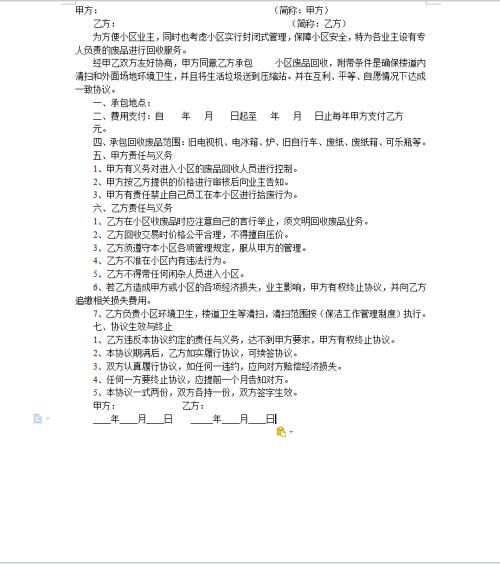 甲方： （简称：甲方）
乙方： （简称：乙方）
为方便小区业主，同时也考虑小区实行封闭式管理，保障小区安全，特为各业主设有专
人负责的废品进行回收服务。
经甲乙双方友好协商，甲方同意乙方承包 小区废品回收，附带条件是确保楼道内
清扫和外面场地环境卫生，并且将生活垃圾送到压缩站。并在互利、平等、自愿情况下达成
一致协议。
一、承包地点：
二、费用支付：自 年 月 日起至 年 月 日止每年甲方支付乙方
元。
四、承包回收废品范围：旧电视机、电冰箱、炉、旧自行车、废纸、废纸箱、可乐瓶等。
五、甲方责任与义务
1、甲方有义务对进入小区的废品回收人员进行控制。
2、甲方按乙方提供的价格进行审核后向业主告知。
3、甲方有责任禁止自己员工在本小区进行拾废行为。
六、乙方责任与义务
1、乙方在小区收废品时应注意自己的言行举止，须文明回收废品业务。
2、乙方回收交易时价格公平合理，不得擅自压价。
3、乙方须遵守本小区各项管理规定，服从甲方的管理。
4、乙方不准在小区内有违法行为。
5、乙方不得带任何闲杂人员进入小区。
6、若乙方造成甲方或小区的各项经济损失，业主影响，甲方有权终止协议，并向乙方
追缴相关损失费用。
7、乙方负责小区环境卫生，楼道卫生等清扫，清扫范围按（保洁工作管理制度）执行。
七、协议生效与终止
1、乙方违反本协议约定的责任与义务，达不到甲方要求，甲方有权终止协议。
2、本协议期满后，乙方如实履行协议，可续签协议。
3、双方认真履行协议，如任何一违约，应向对方赔偿经济损失。
4、任何一方要终止协议，应提前一个月告知对方。
5、本协议一式两份，双方各持一份，双方签字生效。
甲方： 乙方：
____年____月____日 ____年____月____日